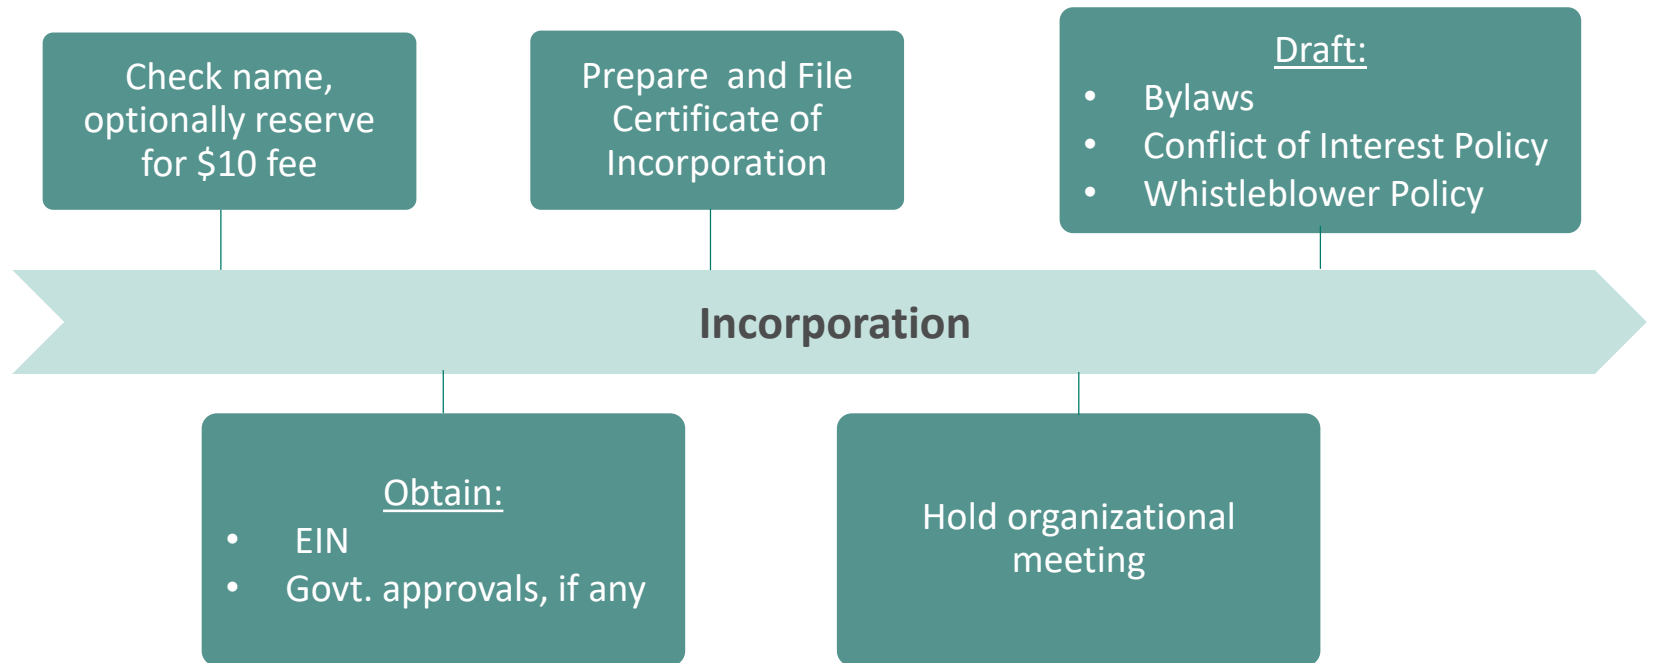 Check name,
optionally reserve
for $10 fee
Prepare  and File
Certificate of
Incorporation
Draft:
• Bylaws
• Conflict of Interest Policy
• Whistleblower Policy
Incorporation
Obtain:
• EIN
• Govt. approvals, if any
Hold organizational
meeting